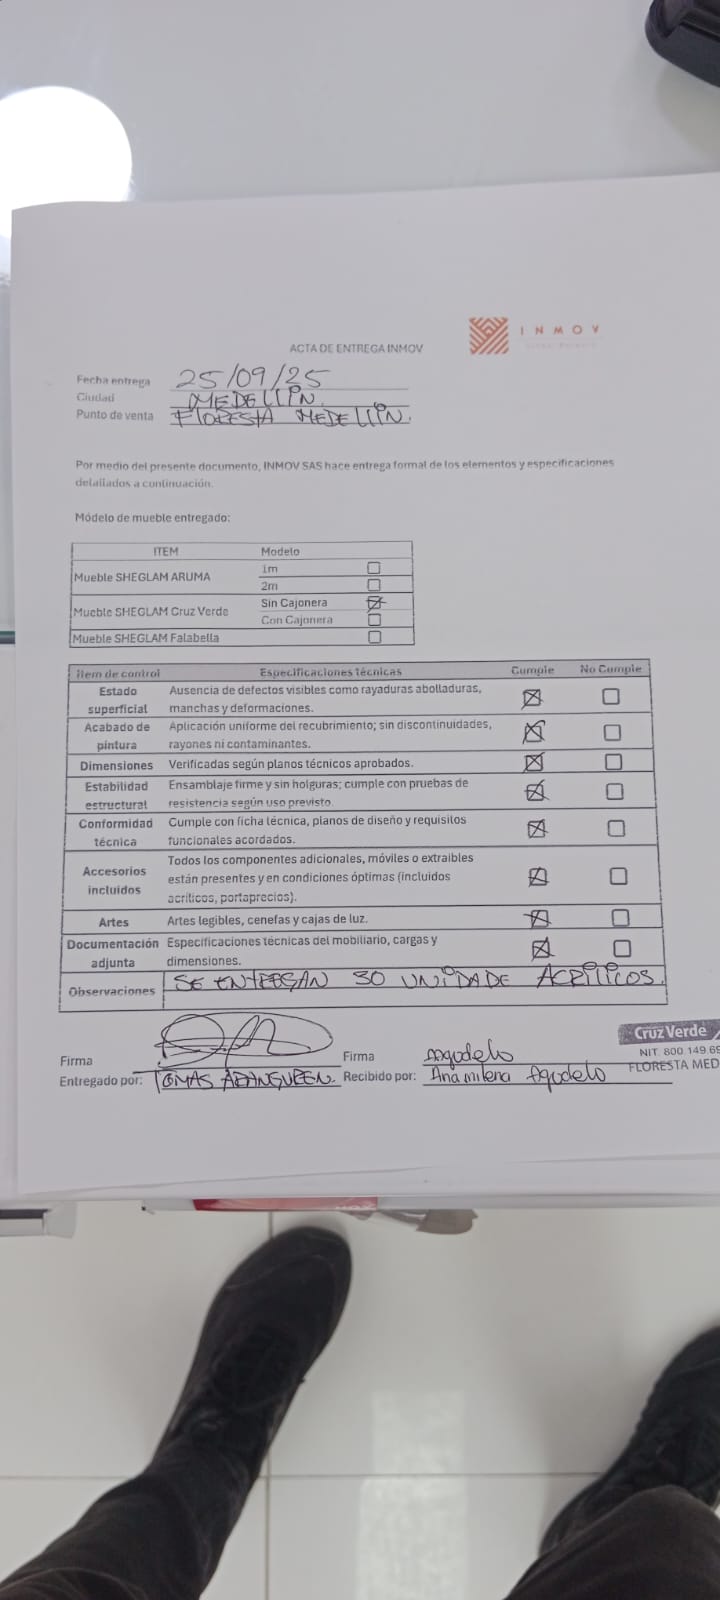 INMOV
ACTA DE ENTREGA INMOV
Fecha entrega 25/09/25
Ciudad MEDELLIN.
Punto de venta FLORESTA MEDELLIN.
Por medio del presente documento, INMOV SAS hace entrega formal de los elementos y especificaciones
detallados a continuación.
Módelo de mueble entregado:
ITEM Modelo
Mueble SHEGLAM ARUMA 1m
2m
Mueble SHEGLAM Cruz Verde Sin Cajonera
Con Cajonera
Mueble SHEGLAM Falabella
Ítem de control Especificaciones técnicas Cumple No Cumple
Estado superficial Ausencia de defectos visibles como rayaduras abolladuras,
manchas y deformaciones.
Acabado de pintura Aplicación uniforme del recubrimiento; sin discontinuidades,
rayones ni contaminantes.
Dimensiones Verificadas según planos técnicos aprobados.
Estabilidad estructural Ensamblaje firme y sin holguras; cumple con pruebas de
resistencia según uso previsto.
Conformidad técnica Cumple con ficha técnica, planos de diseño y requisitos
funcionales acordados.
Accesorios incluidos Todos los componentes adicionales, móviles o extraibles
están presentes y en condiciones óptimas (incluidos
acrílicos, portaprecios).
Artes Artes legibles, cenefas y cajas de luz.
Documentación adjunta Especificaciones técnicas del mobiliario, cargas y
dimensiones.
Observaciones SE ENTREGAN 30 UNIDADE ACRILICOS.
Firma Firma Agudelo
Entregado por: TOMAS ARANGUREN. Recibido por: Ana milena Agudelo
Cruz Verde
NIT. 800 149 69
FLORESTA MED